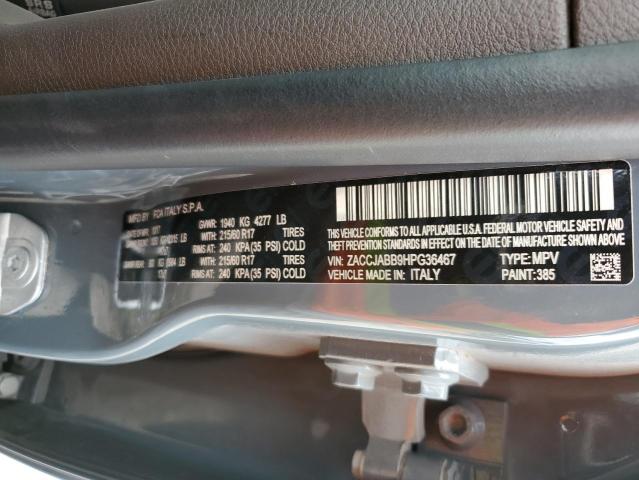 MFD BY FCA ITALY S.P.A.
GVWR: 1940 KG 4277 LB
WITH: 215/60 R17 TIRES
RIMS AT: 240 KPA (35 PSI) COLD
WITH: 215/60 R17 TIRES
RIMS AT: 240 KPA (35 PSI) COLD
THIS VEHICLE CONFORMS TO ALL APPLICABLE U.S.A. FEDERAL MOTOR VEHICLE SAFETY
AND THEFT PREVENTION STANDARDS IN EFFECT ON THE DATE OF MANUFACTURE SHOWN ABOVE.
VIN: ZACCJABB9HPG36467 TYPE: MPV
VEHICLE MADE IN: ITALY PAINT: 385